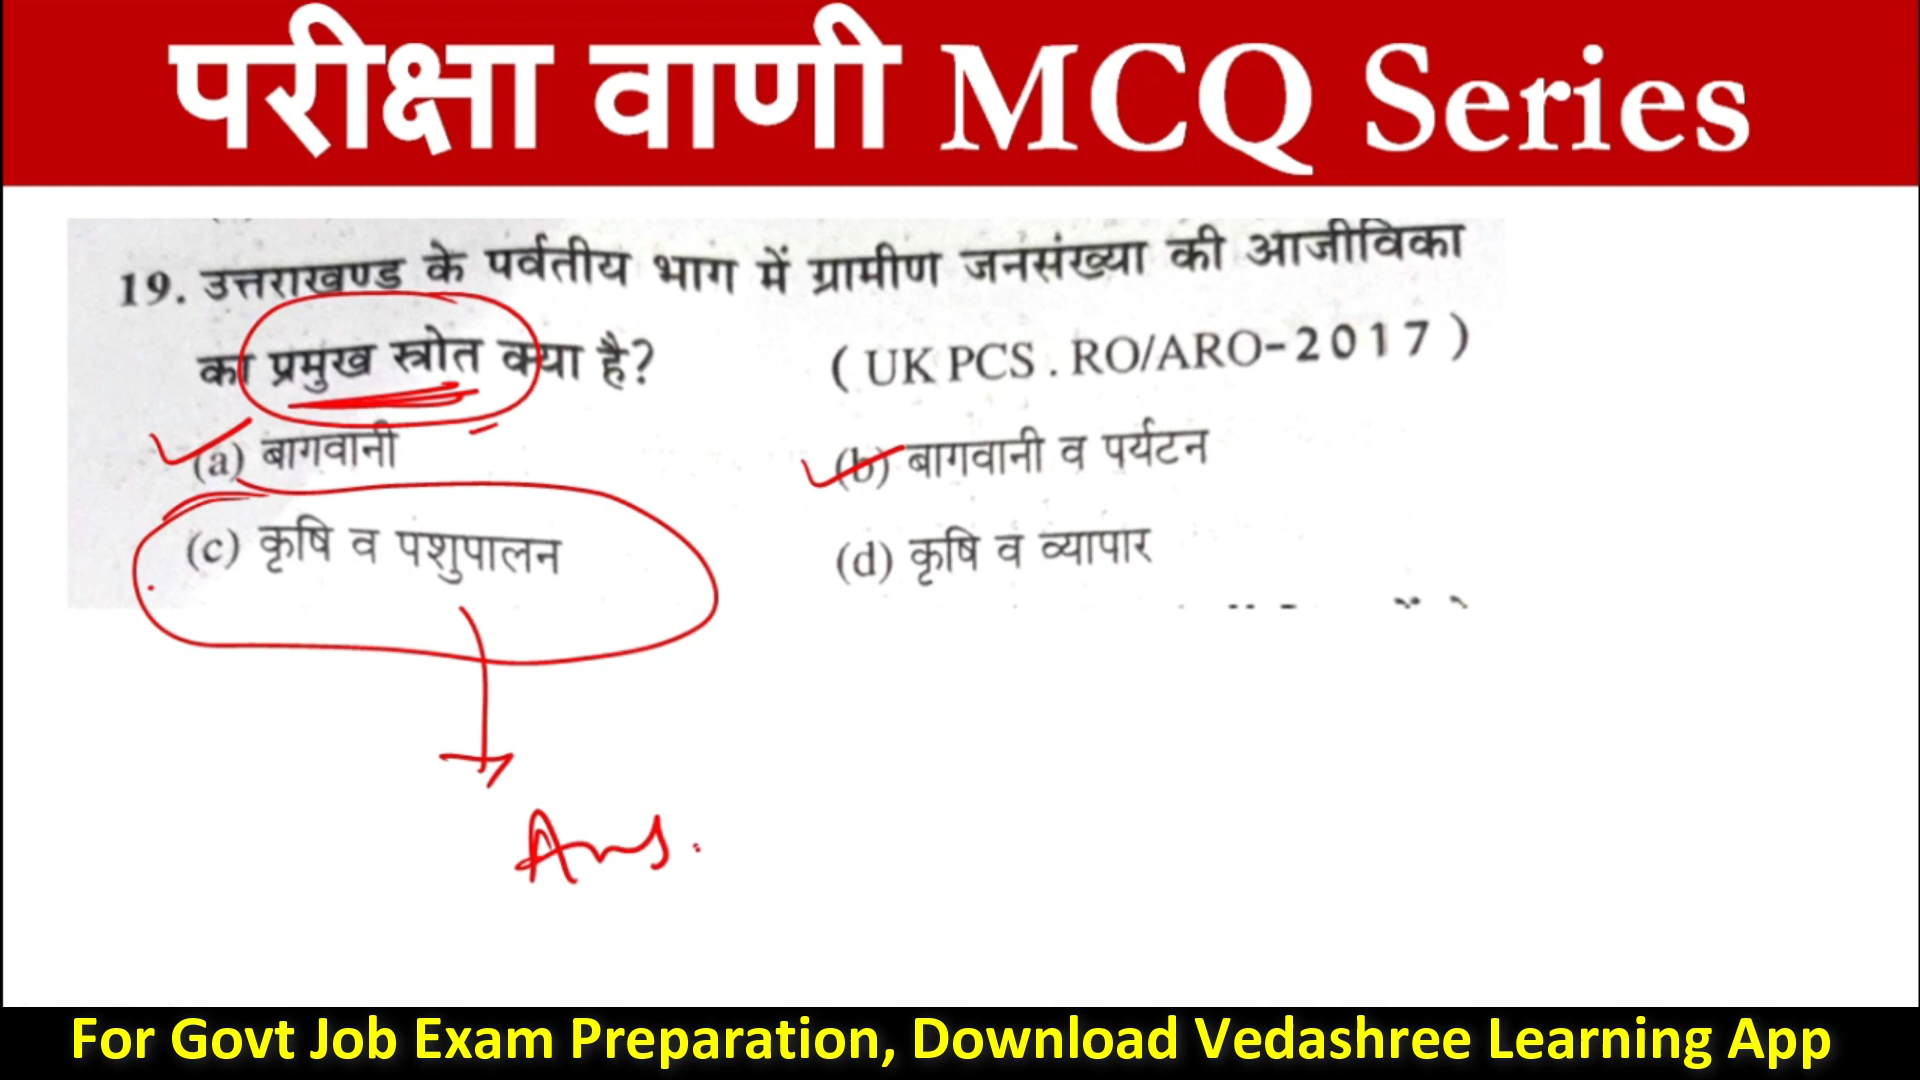 परीक्षा वाणी MCQ Series
19. उत्तराखण्ड के पर्वतीय भाग में ग्रामीण जनसंख्या की आजीविका
का प्रमुख स्त्रोत क्या है? ( UK PCS . RO/ARO-2017 )
(a) बागवानी (b) बागवानी व पर्यटन
(c) कृषि व पशुपालन (d) कृषि व व्यापार
Ans.
For Govt Job Exam Preparation, Download Vedashree Learning App